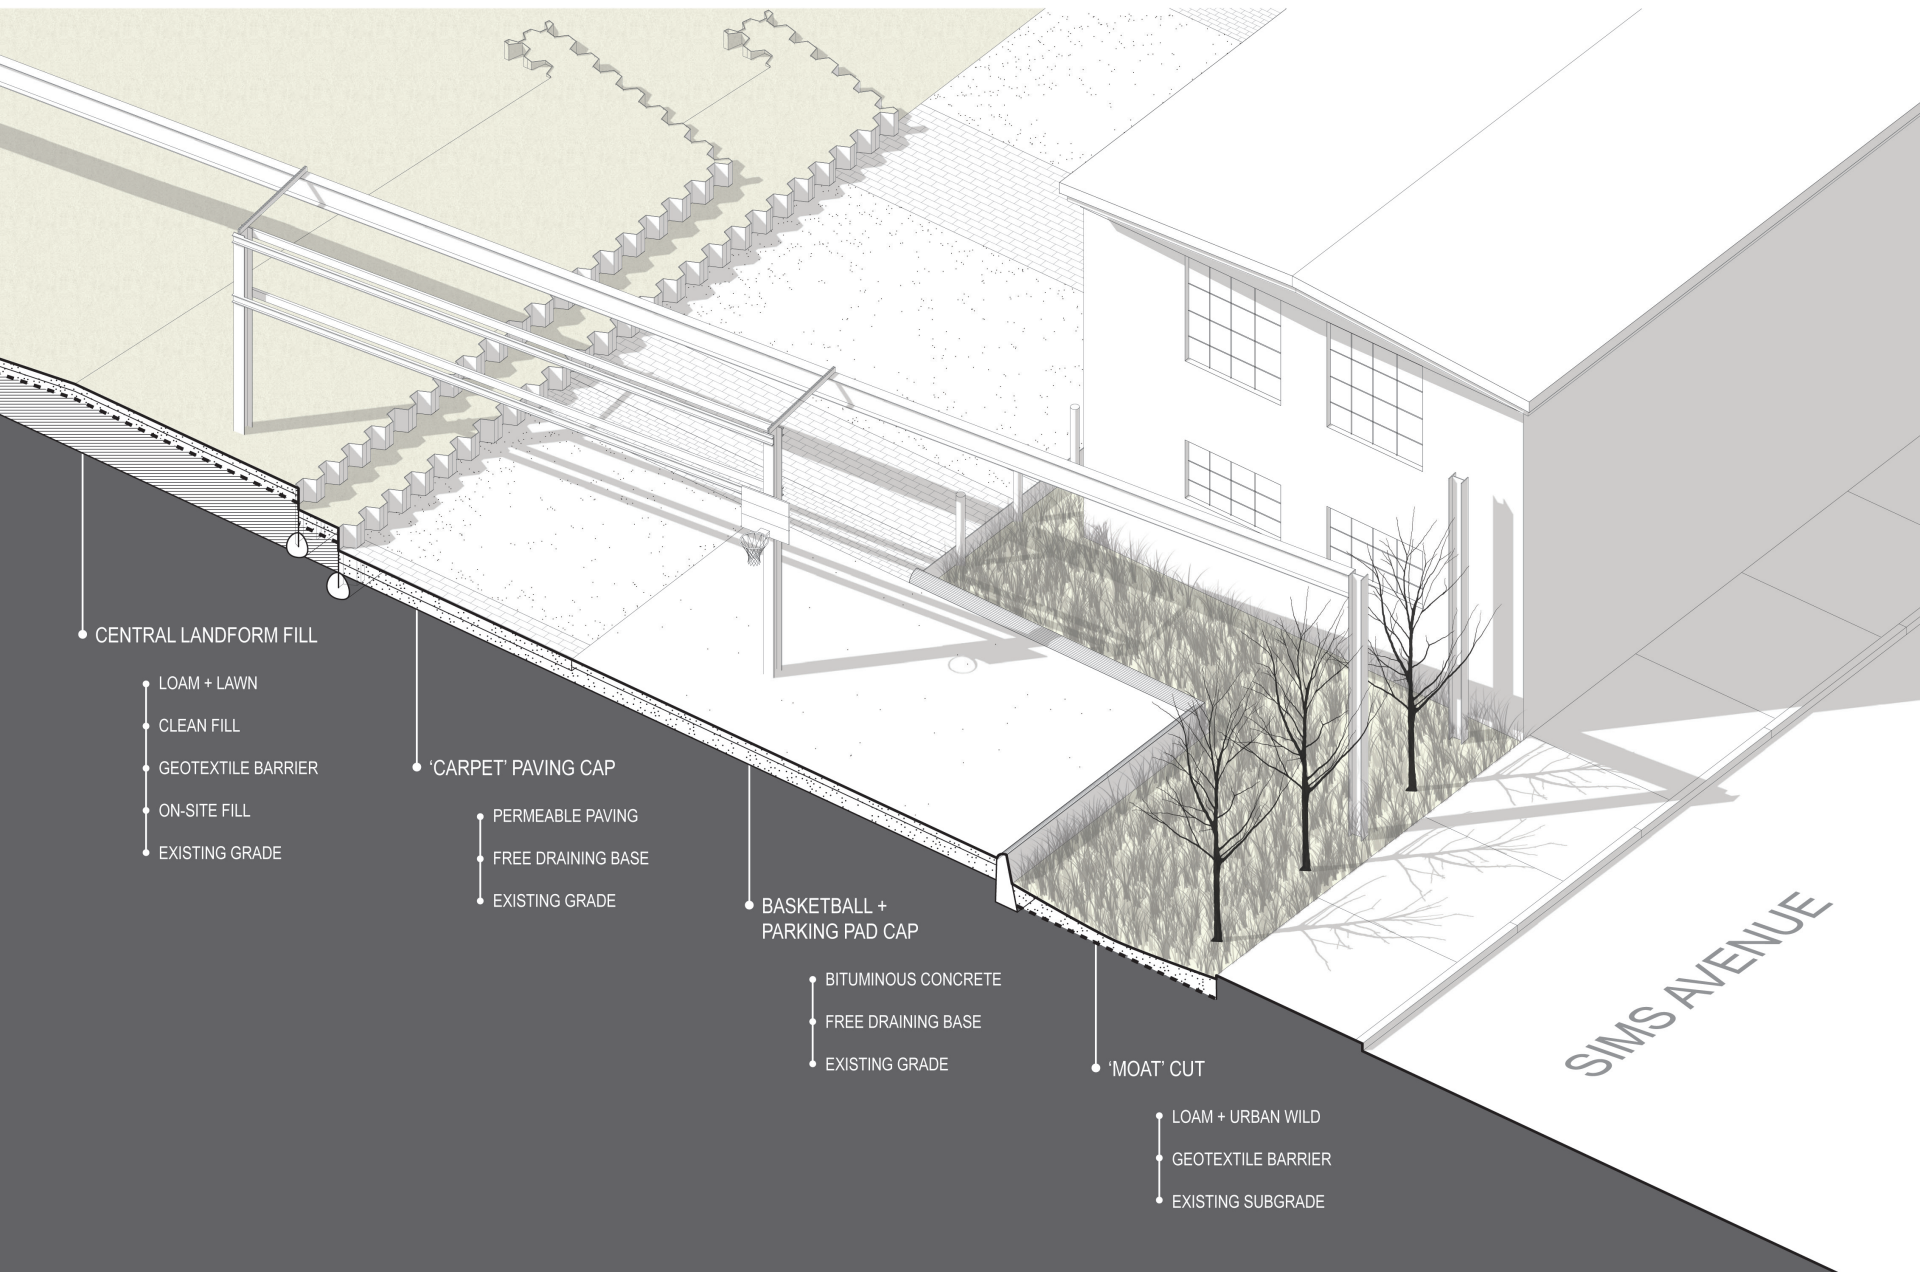 CENTRAL LANDFORM FILL
LOAM + LAWN
CLEAN FILL
GEOTEXTILE BARRIER
ON-SITE FILL
EXISTING GRADE
‘CARPET’ PAVING CAP
PERMEABLE PAVING
FREE DRAINING BASE
EXISTING GRADE
BASKETBALL +
PARKING PAD CAP
BITUMINOUS CONCRETE
FREE DRAINING BASE
EXISTING GRADE
‘MOAT’ CUT
LOAM + URBAN WILD
GEOTEXTILE BARRIER
EXISTING SUBGRADE
SIMS AVENUE